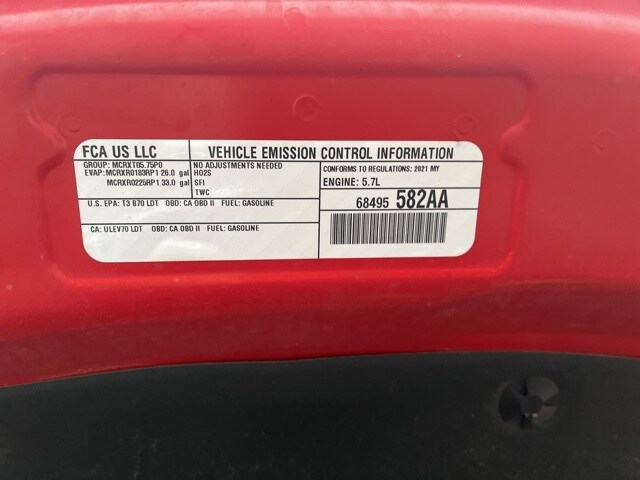 FCA US LLC
VEHICLE EMISSION CONTROL INFORMATION
GROUP: MCRXT05.75P0
EVAP: MCRXR0183RP1 26.0 gal
MCRXR0225RP1 33.0 gal
NO ADJUSTMENTS NEEDED
HO2S
SFI
TWC
CONFORMS TO REGULATIONS: 2021 MY
ENGINE: 5.7L
U.S. EPA: T3 B70 LDT OBD: CA OBD II FUEL: GASOLINE
CA: ULEV70 LDT OBD: CA OBD II FUEL: GASOLINE
68495 582AA